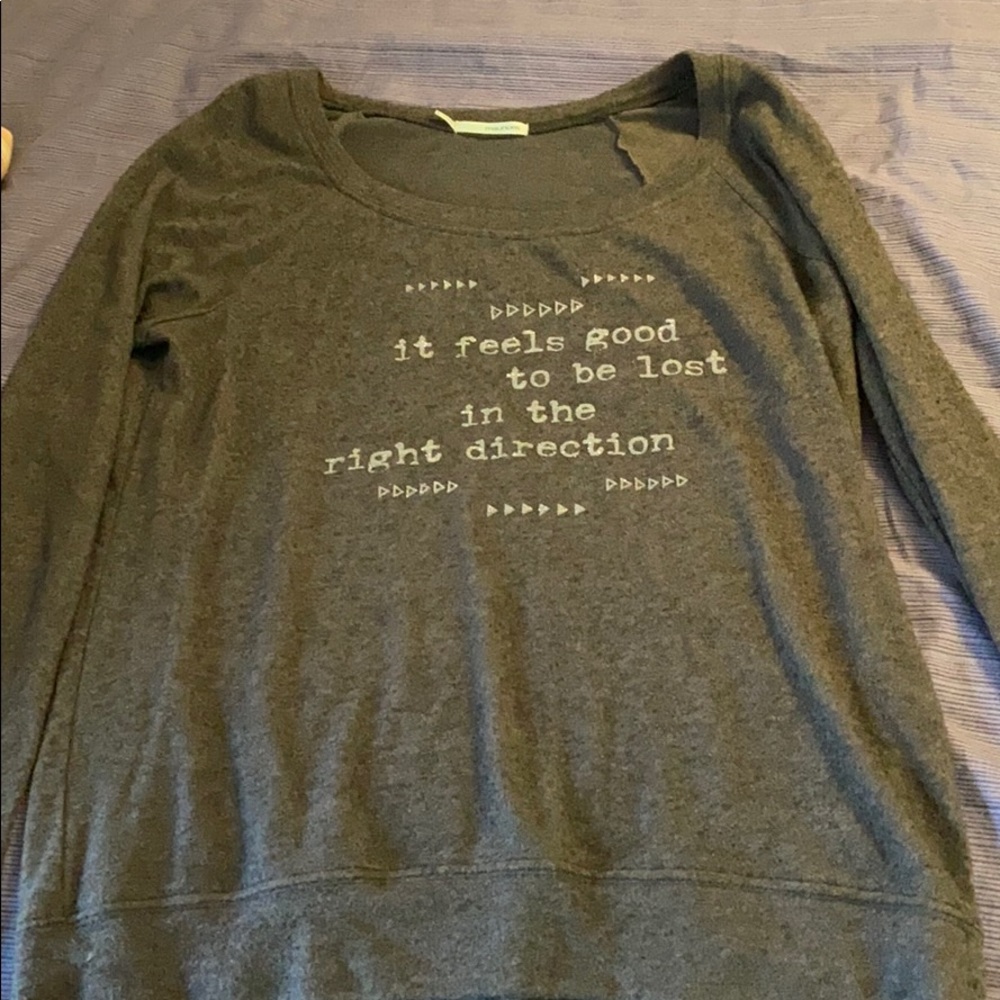 it feels good
to be lost
in the
right direction